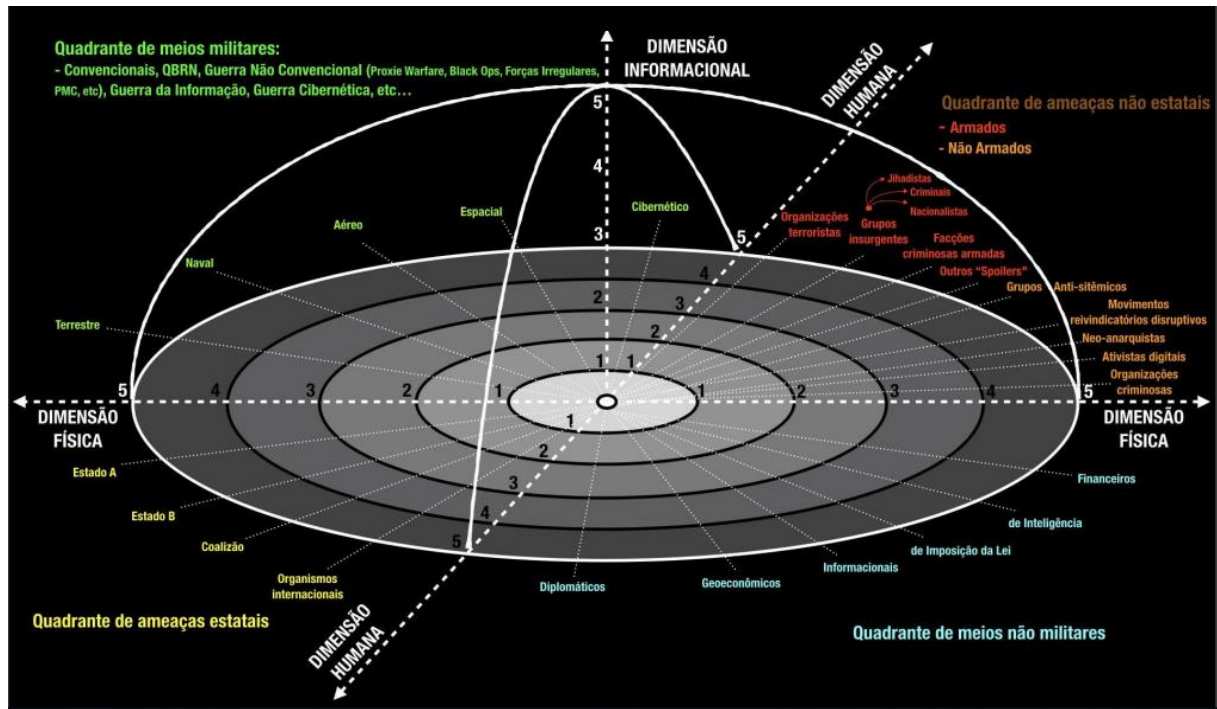 Quadrante de meios militares:
- Convencionais, QBRN, Guerra Não Convencional (Proxie Warfare, Black Ops, Forças Irregulares,
PMC, etc), Guerra da Informação, Guerra Cibernética, etc…
DIMENSÃO
INFORMACIONAL
DIMENSÃO
HUMANA
Quadrante de ameaças não estatais
- Armados
- Não Armados
Jihadistas
Criminais
Nacionalistas
Organizações
terroristas
Grupos
insurgentes
Facções
criminosas armadas
Outros “Spoilers”
Grupos Anti-sitêmicos
Movimentos
reivindicatórios disruptivos
Neo-anarquistas
Ativistas digitais
Organizações
criminosas
Cibernético
Espacial
Aéreo
Naval
Terrestre
5
4
3
2
1
5
4
3
2
1
5
4
3
2
1
1
2
3
4
5
1
2
3
4
5
DIMENSÃO
FÍSICA
DIMENSÃO
FÍSICA
Estado A
Estado B
Coalizão
Organismos
internacionais
Diplomáticos
Geoeconômicos
Informacionais
de Imposição da Lei
de Inteligência
Financeiros
Quadrante de ameaças estatais
DIMENSÃO
HUMANA
Quadrante de meios não militares